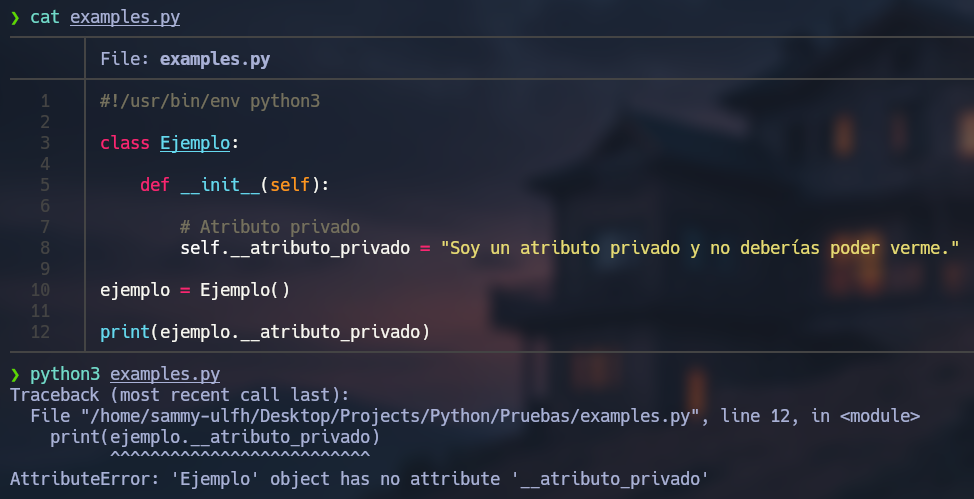 ❯ cat examples.py
File: examples.py
1 #!/usr/bin/env python3
2
3 class Ejemplo:
4
5 def __init__(self):
6
7 # Atributo privado
8 self.__atributo_privado = "Soy un atributo privado y no deberías poder verme."
9
10 ejemplo = Ejemplo()
11
12 print(ejemplo.__atributo_privado)
❯ python3 examples.py
Traceback (most recent call last):
File "/home/sammy-ulfh/Desktop/Projects/Python/Pruebas/examples.py", line 12, in <module>
print(ejemplo.__atributo_privado)
^^^^^^^^^^^^^^^^^^^^^^^^^^
AttributeError: 'Ejemplo' object has no attribute '__atributo_privado'